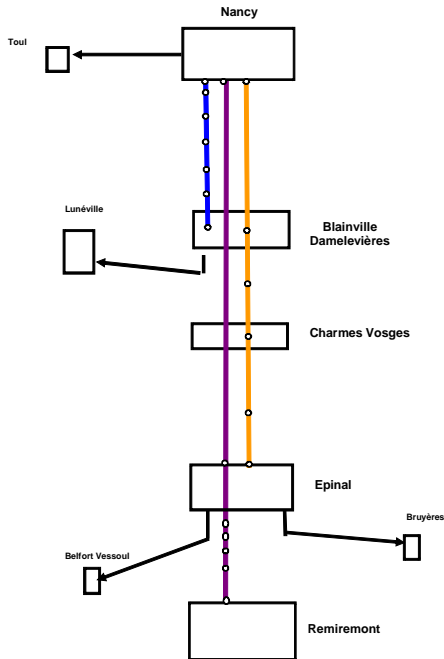 Nancy
Toul
Lunéville
Blainville
Damelevières
Charmes Vosges
Epinal
Bruyères
Belfort Vessoul
Remiremont